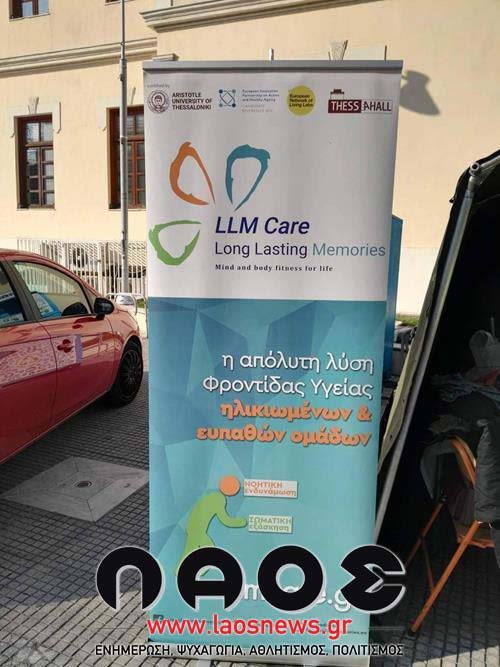 ARISTOTLE
UNIVERSITY OF
THESSALONIKI
European Innovation
Partnership on Active
and Healthy Ageing
European
Network of
Living Labs
THESS AHALL
LLM Care
Long Lasting Memories
Mind and body fitness for life
η απόλυτη λύση
Φροντίδας Υγείας
ηλικιωμένων &
ευπαθών ομάδων
ΝΟΗΤΙΚΗ
ενδυνάμωση
ΣΩΜΑΤΙΚΗ
εξάσκηση
ΛΑΟΣ
www.laosnews.gr
ΕΝΗΜΕΡΩΣΗ, ΨΥΧΑΓΩΓΙΑ, ΑΘΛΗΤΙΣΜΟΣ, ΠΟΛΙΤΙΣΜΟΣ